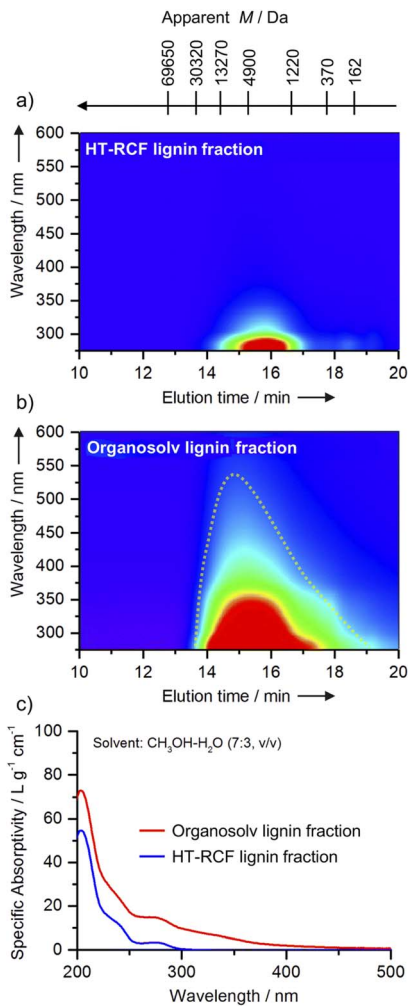 Apparent M / Da
69650 30320 13270 4900 1220 370 162
a)
HT-RCF lignin fraction
Wavelength / nm
600
550
500
450
400
350
300
10 12 14 16 18 20
Elution time / min
b)
Organosolv lignin fraction
Wavelength / nm
600
550
500
450
400
350
300
10 12 14 16 18 20
Elution time / min
c)
Solvent: CH₃OH-H₂O (7:3, v/v)
Organosolv lignin fraction
HT-RCF lignin fraction
Specific Absorptivity / L g⁻¹ cm⁻¹
100
80
60
40
20
0
200 300 400 500
Wavelength / nm